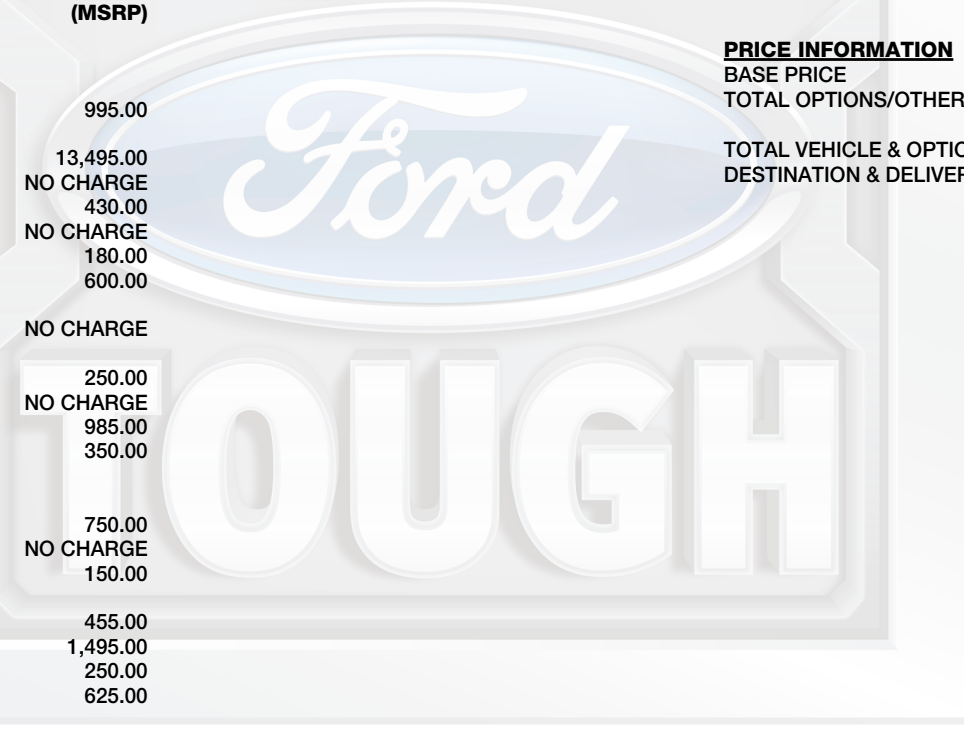 (MSRP)
995.00
13,495.00
NO CHARGE
430.00
NO CHARGE
180.00
600.00
NO CHARGE
250.00
NO CHARGE
985.00
350.00
750.00
NO CHARGE
150.00
455.00
1,495.00
250.00
625.00
PRICE INFORMATION
BASE PRICE
TOTAL OPTIONS/OTHER
TOTAL VEHICLE & OPTIO
DESTINATION & DELIVER
Ford
TOUGH